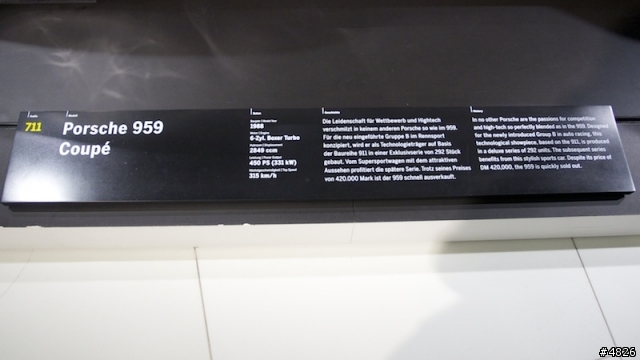 711
Porsche 959
Coupé
1988
6-Zyl. Boxer Turbo
2849 ccm
450 PS (331 kW)
315 km/h
Die Leidenschaft für Wettbewerb und Hightech
verschmilzt in keinem anderen Porsche so wie im 959.
Für die neu eingeführte Gruppe B im Rennsport
konzipiert, wird er als Technologieträger auf Basis
der Baureihe 911 in einer Exklusivserie von 292 Stück
gebaut. Vom Supersportwagen mit dem attraktiven
Aussehen profitiert die spätere Serie. Trotz seines Preises
von 420.000 Mark ist der 959 schnell ausverkauft.
In no other Porsche are the passions for competition
and high-tech so perfectly blended as in the 959. Designed
for the newly introduced Group B in auto racing, this
technological showpiece, based on the 911, is produced
in a deluxe series of 292 units. The subsequent series
benefits from this stylish sports car. Despite its price of
DM 420,000, the 959 is quickly sold out.
#4826